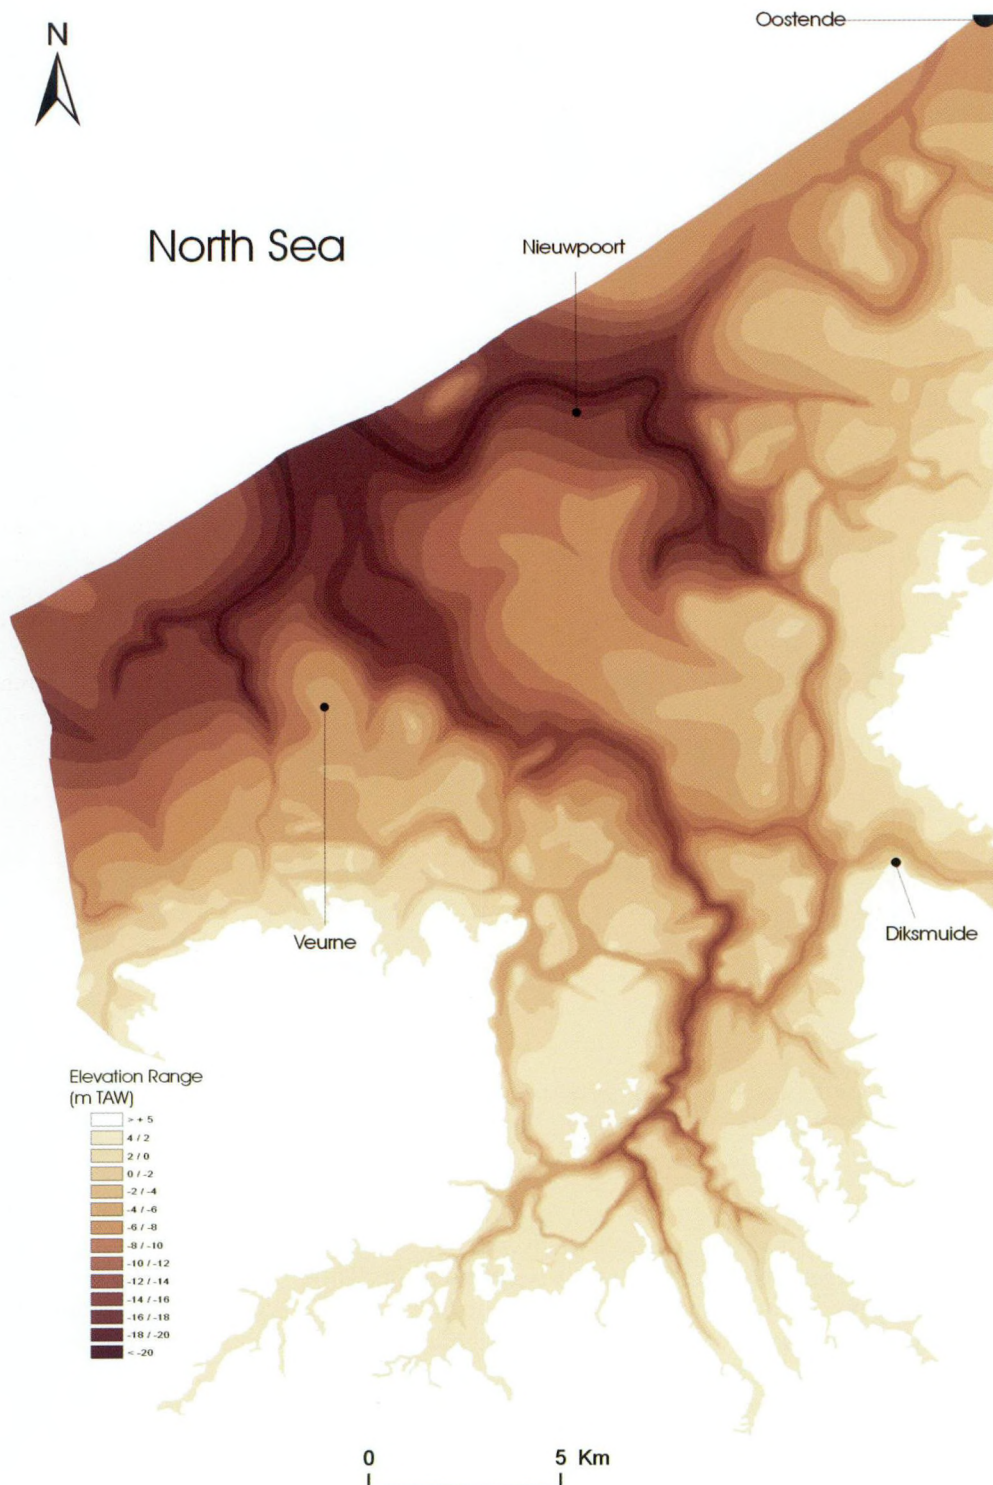 Oostende
N
North Sea
Nieuwpoort
Veurne
Diksmuide
Elevation Range
(m TAW)
> + 5
4 / 2
2 / 0
0 / -2
-2 / -4
-4 / -6
-6 / -8
-8 / -10
-10 / -12
-12 / -14
-14 / -16
-16 / -18
-18 / -20
< -20
0 5 Km